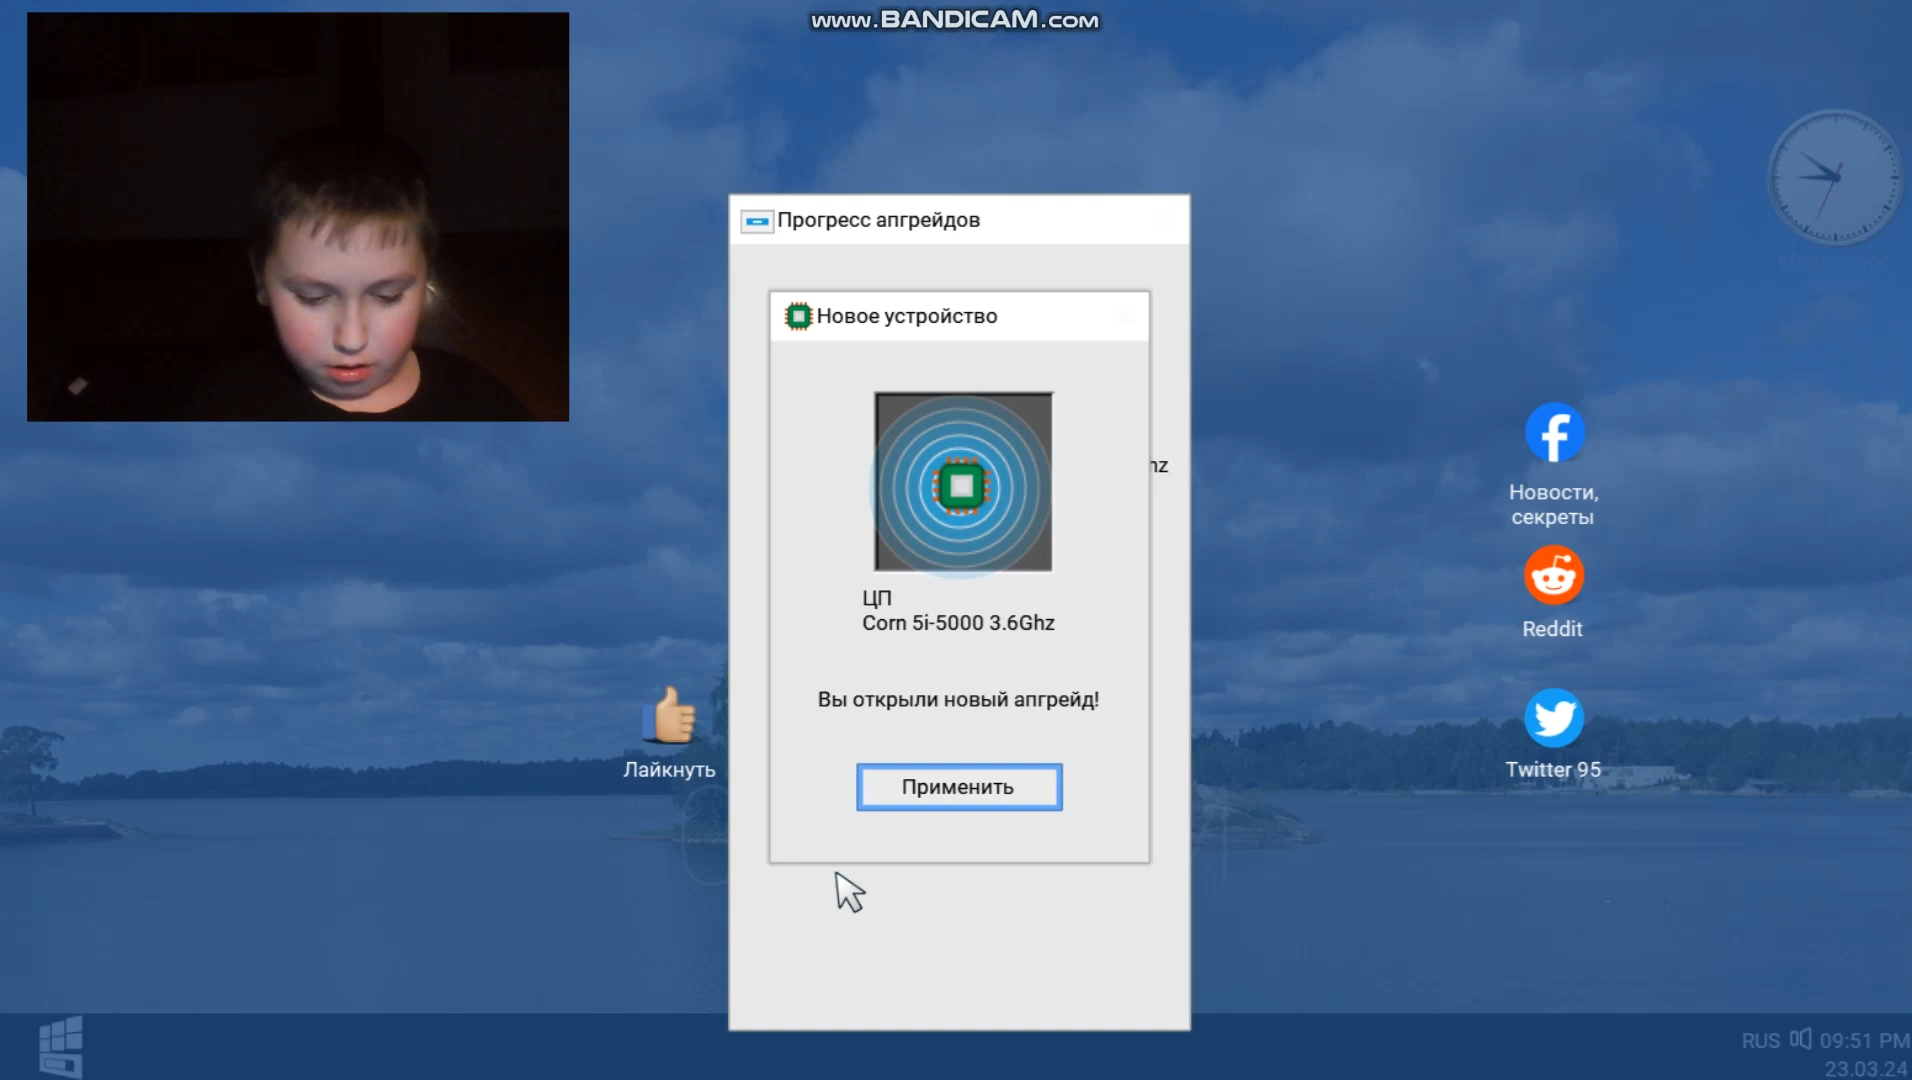 www.BANDICAM.com
Прогресс апгрейдов
Новое устройство
hz
ЦП
Corn 5i-5000 3.6Ghz
Вы открыли новый апгрейд!
Применить
Лайкнуть
Новости,
секреты
Reddit
Twitter 95
RUS 09:51 PM
23.03.24